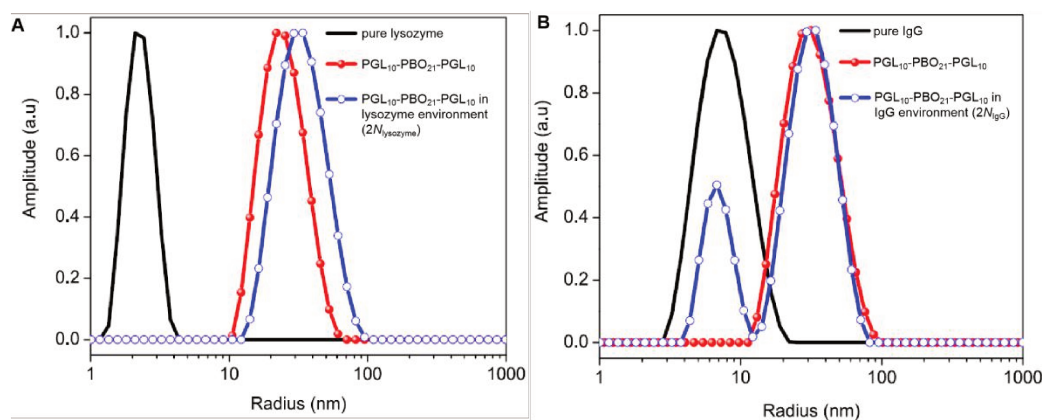 A
1.0
0.8
0.6
0.4
0.2
0.0
Amplitude (a.u)
pure lysozyme
PGL₁₀-PBO₂₁-PGL₁₀
PGL₁₀-PBO₂₁-PGL₁₀ in
lysozyme environment
(2N_lysozyme)
1 10 100 1000
Radius (nm)
B
1.0
0.8
0.6
0.4
0.2
0.0
Amplitude (a.u)
pure IgG
PGL₁₀-PBO₂₁-PGL₁₀
PGL₁₀-PBO₂₁-PGL₁₀ in
IgG environment (2N_IgG)
1 10 100 1000
Radius (nm)